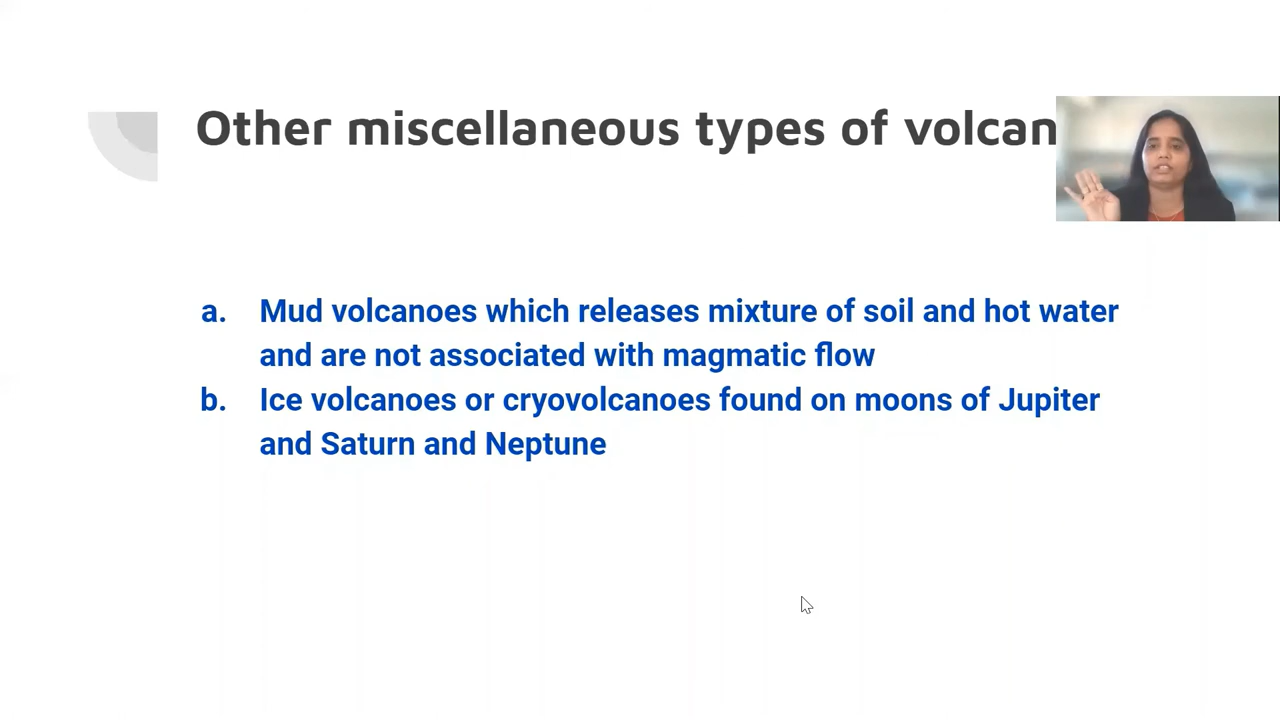 Other miscellaneous types of volcan
a. Mud volcanoes which releases mixture of soil and hot water
and are not associated with magmatic flow
b. Ice volcanoes or cryovolcanoes found on moons of Jupiter
and Saturn and Neptune